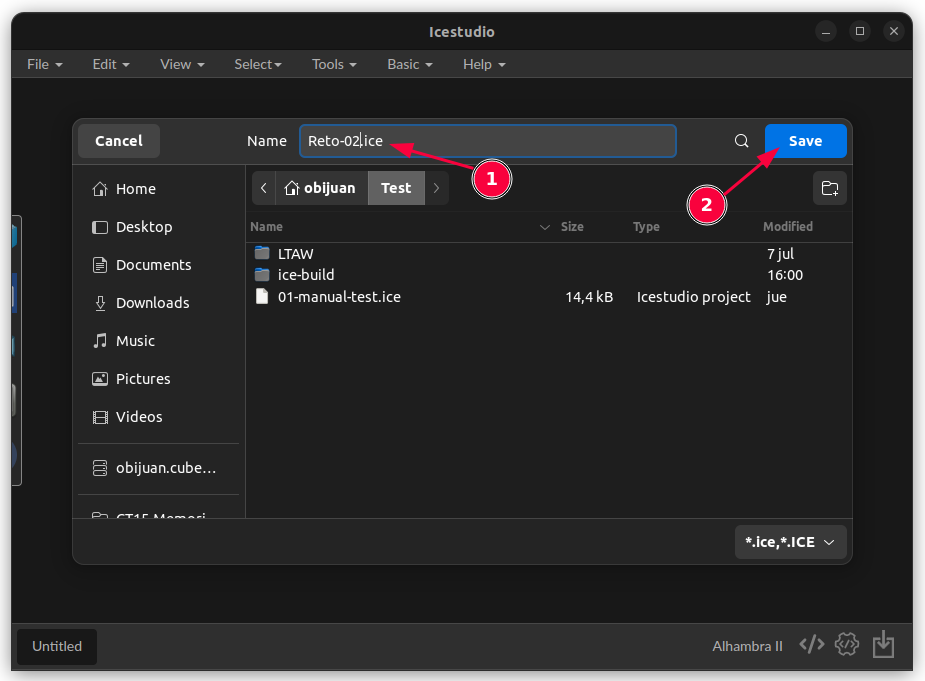 Icestudio
File Edit View Select Tools Basic Help
Cancel Name Reto-02.ice Save
1
2
Home
Desktop
Documents
Downloads
Music
Pictures
Videos
obijuan.cube…
obijuan Test
Name Size Type Modified
LTAW 7 jul
ice-build 16:00
01-manual-test.ice 14,4 kB Icestudio project jue
*.ice,*.ICE
Untitled Alhambra II